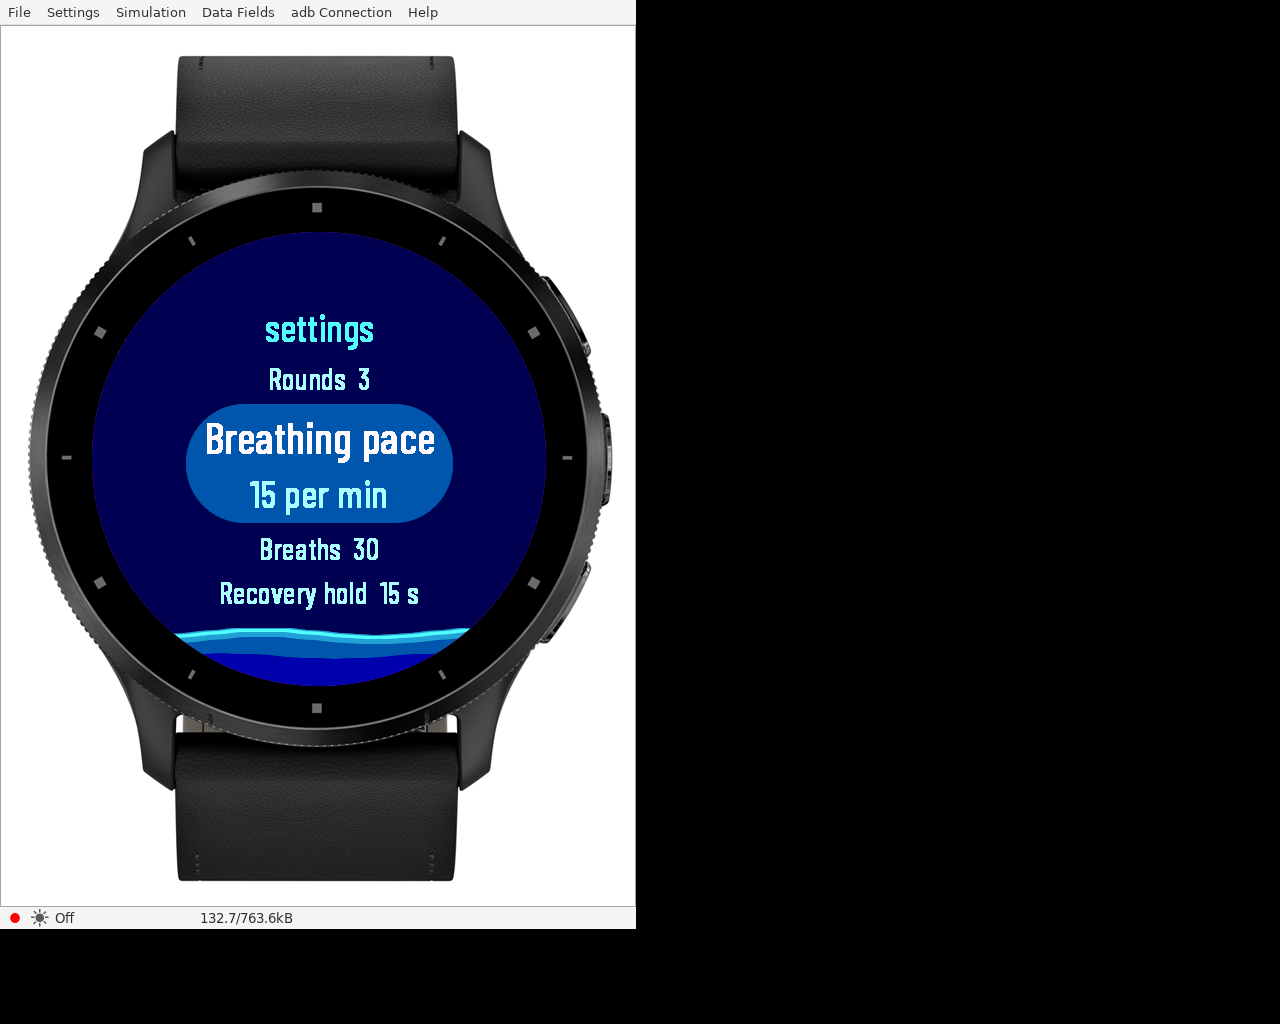 File Settings Simulation Data Fields adb Connection Help
settings
Rounds 3
Breathing pace
15 per min
Breaths 30
Recovery hold 15 s
Off 132.7/763.6kB